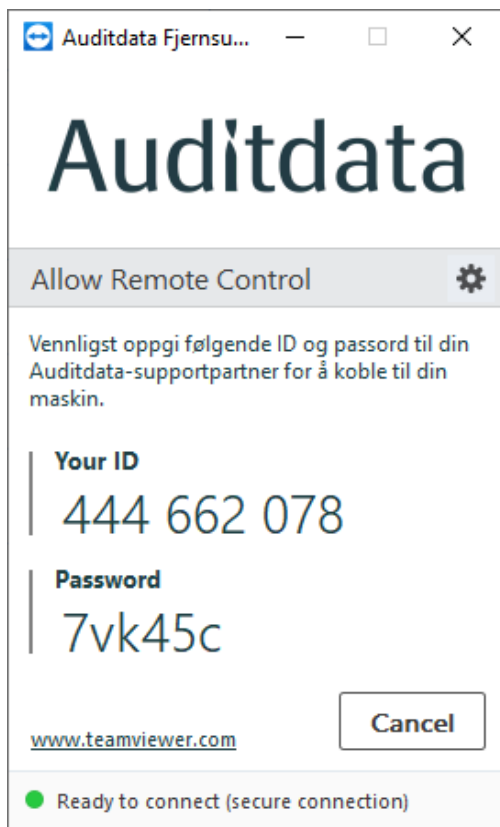 Auditdata Fjernsu...
Auditdata
Allow Remote Control
Vennligst oppgi følgende ID og passord til din
Auditdata-supportpartner for å koble til din
maskin.
Your ID
444 662 078
Password
7vk45c
www.teamviewer.com
Cancel
Ready to connect (secure connection)